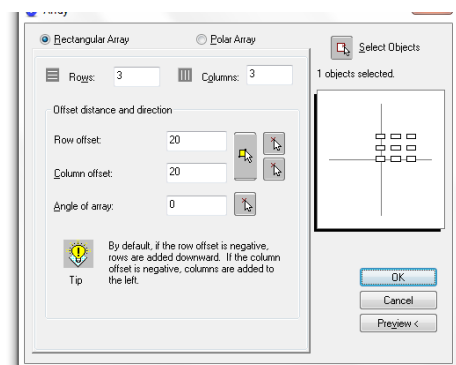 Array
Rectangular Array
Polar Array
Select Objects
Rows: 3
Columns: 3
1 objects selected.
Offset distance and direction
Row offset: 20
Column offset: 20
Angle of array: 0
By default, if the row offset is negative,
rows are added downward. If the column
offset is negative, columns are added to
the left.
Tip
OK
Cancel
Preview <